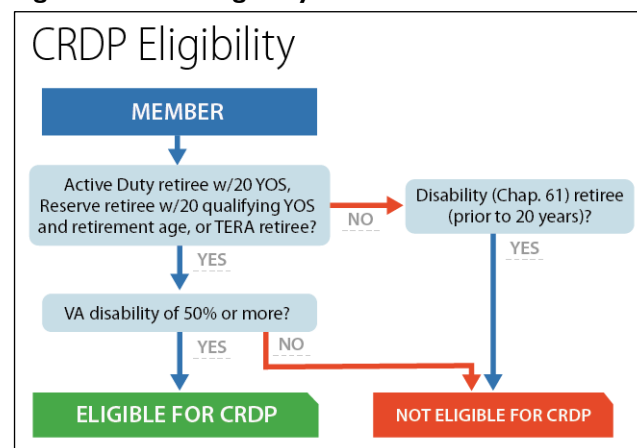 CRDP Eligibility
MEMBER
Active Duty retiree w/20 YOS,
Reserve retiree w/20 qualifying YOS
and retirement age, or TERA retiree?
NO
Disability (Chap. 61) retiree
(prior to 20 years)?
YES
YES
VA disability of 50% or more?
YES
NO
ELIGIBLE FOR CRDP
NOT ELIGIBLE FOR CRDP